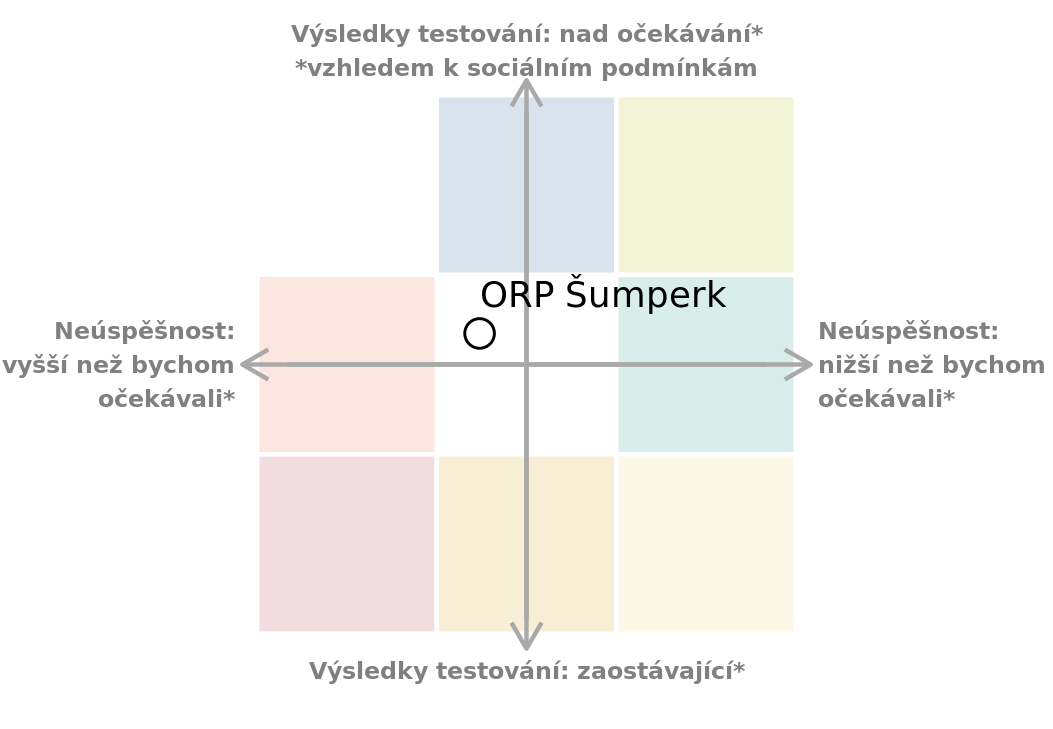 Výsledky testování: nad očekávání*
*vzhledem k sociálním podmínkám
ORP Šumperk
Neúspěšnost:
vyšší než bychom
očekávali*
Neúspěšnost:
nižší než bychom
očekávali*
Výsledky testování: zaostávající*